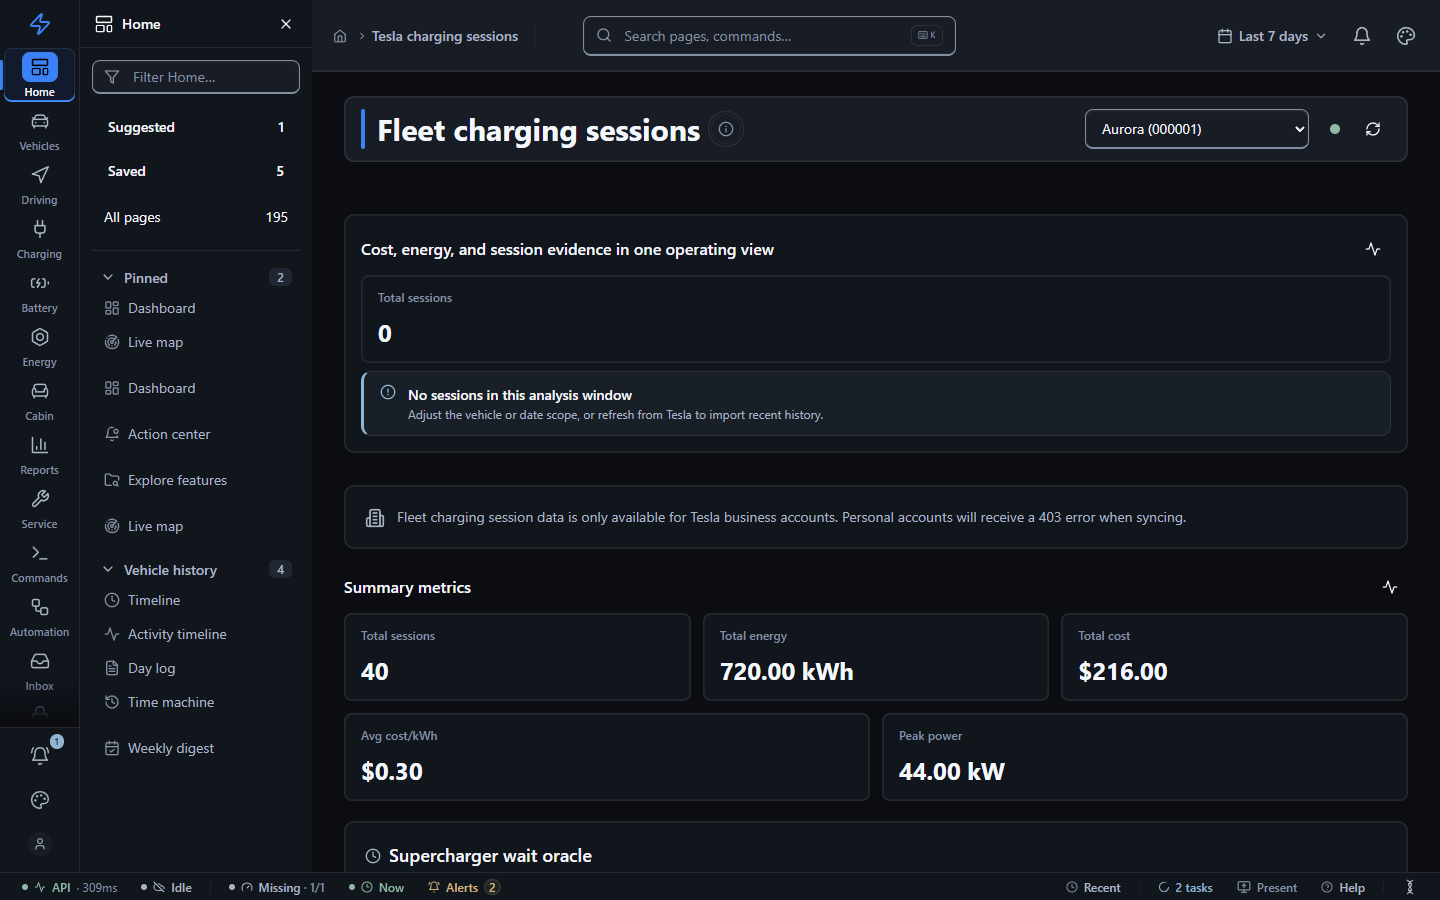 Home
Vehicles
Driving
Charging
Battery
Energy
Cabin
Reports
Service
Commands
Automation
Inbox
1
Home
Filter Home...
Suggested 1
Saved 5
All pages 195
Pinned 2
Dashboard
Live map
Dashboard
Action center
Explore features
Live map
Vehicle history 4
Timeline
Activity timeline
Day log
Time machine
Weekly digest
Tesla charging sessions
Search pages, commands...
K
Last 7 days
Fleet charging sessions
Aurora (000001)
Cost, energy, and session evidence in one operating view
Total sessions
0
No sessions in this analysis window
Adjust the vehicle or date scope, or refresh from Tesla to import recent history.
Fleet charging session data is only available for Tesla business accounts. Personal accounts will receive a 403 error when syncing.
Summary metrics
Total sessions
40
Total energy
720.00 kWh
Total cost
$216.00
Avg cost/kWh
$0.30
Peak power
44.00 kW
Supercharger wait oracle
API · 309ms
Idle
Missing · 1/1
Now
Alerts 2
Recent
2 tasks
Present
Help